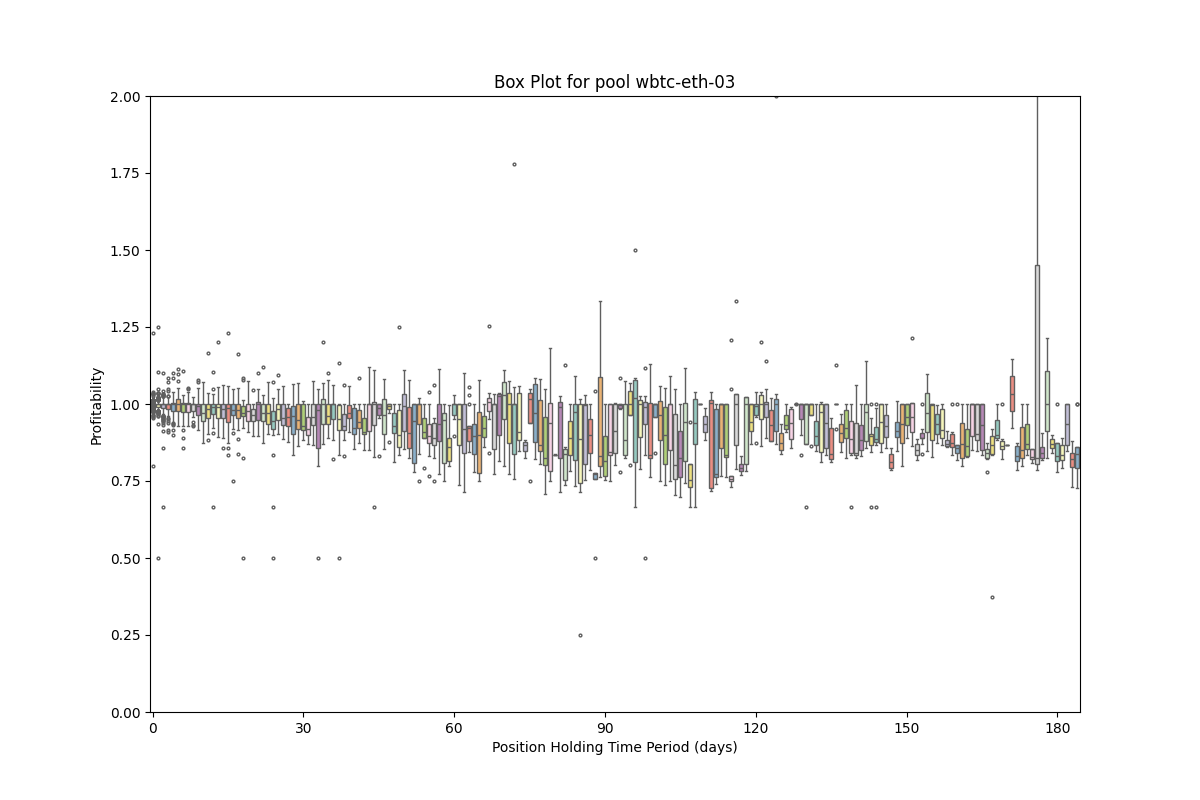 Box Plot for pool wbtc-eth-03
2.00
1.75
1.50
1.25
1.00
0.75
0.50
0.25
0.00
Profitability
0 30 60 90 120 150 180
Position Holding Time Period (days)